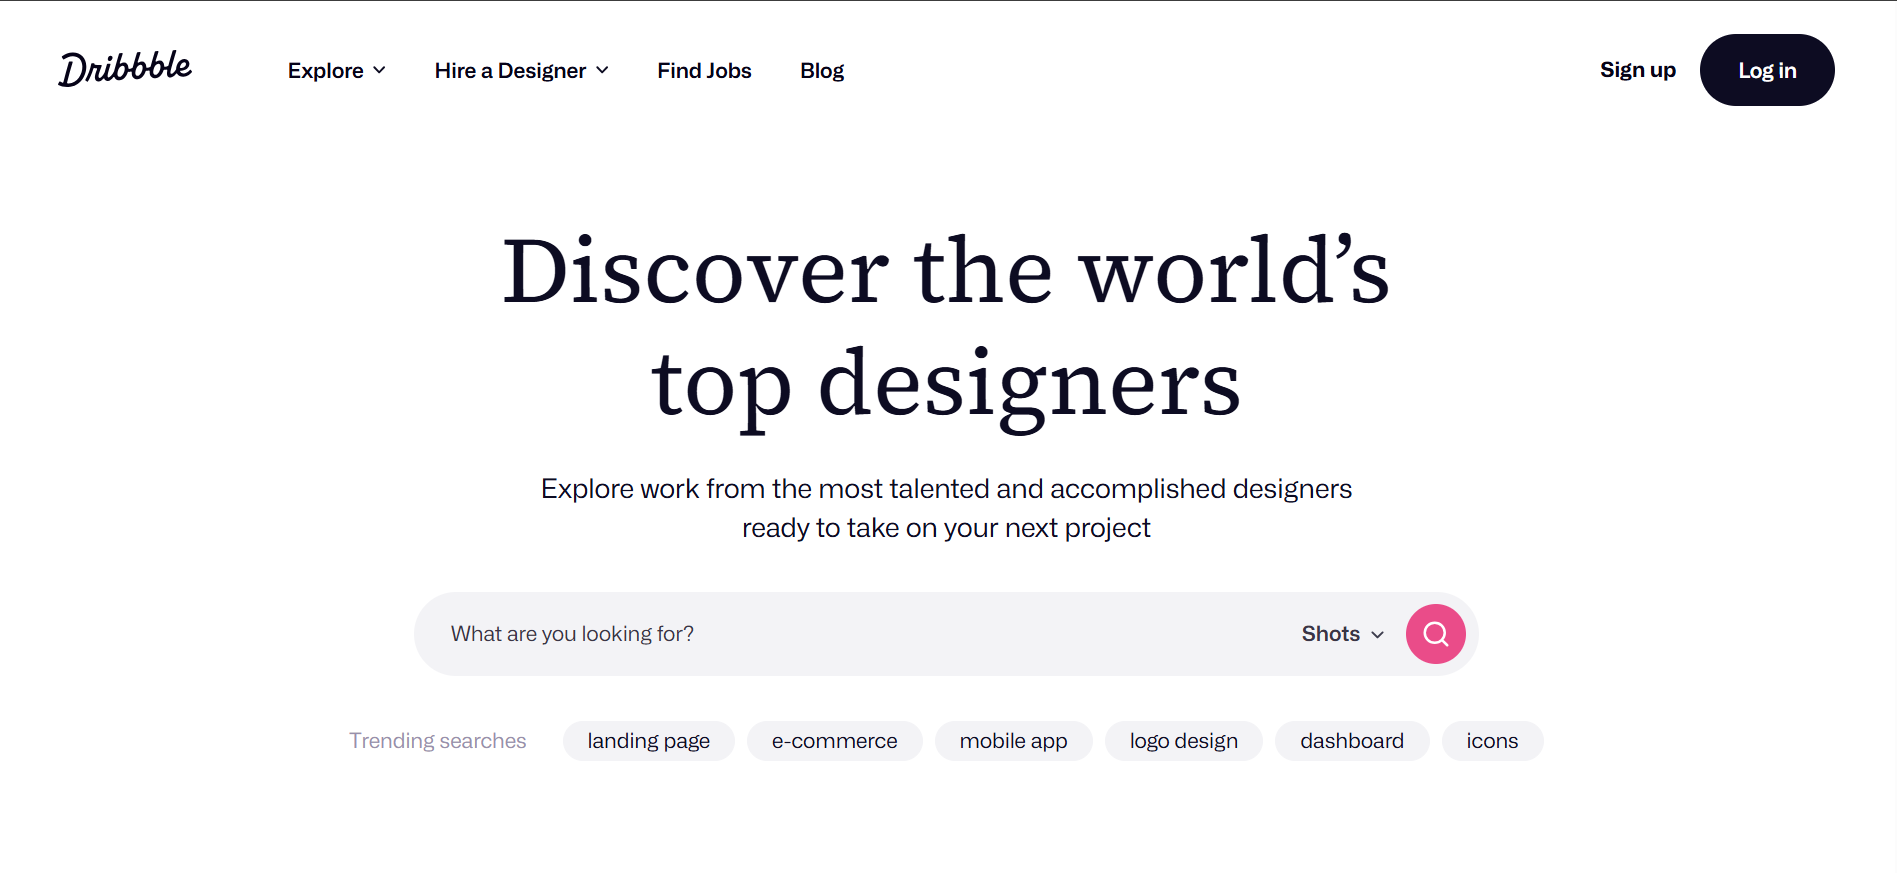 Dribbble
Explore
Hire a Designer
Find Jobs
Blog
Sign up
Log in
Discover the world’s
top designers
Explore work from the most talented and accomplished designers
ready to take on your next project
What are you looking for?
Shots
Trending searches
landing page
e-commerce
mobile app
logo design
dashboard
icons